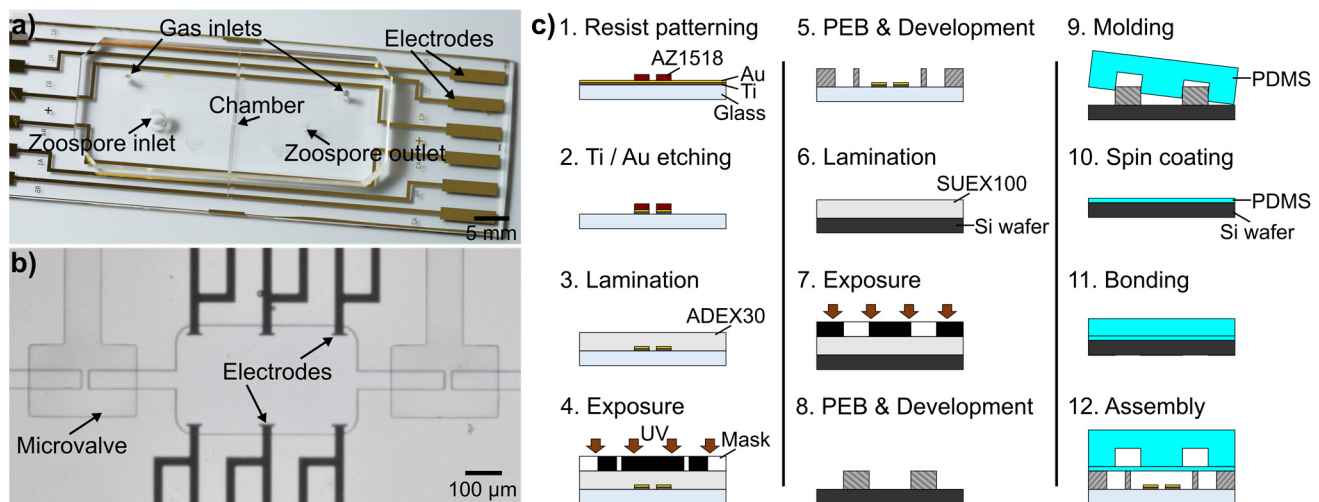 a)
Gas inlets
Electrodes
Chamber
Zoospore inlet
Zoospore outlet
5 mm
b)
Electrodes
Microvalve
100 µm
c)
1. Resist patterning
AZ1518
Au
Ti
Glass
2. Ti / Au etching
3. Lamination
ADEX30
4. Exposure
UV
Mask
5. PEB & Development
6. Lamination
SUEX100
Si wafer
7. Exposure
8. PEB & Development
9. Molding
PDMS
10. Spin coating
PDMS
Si wafer
11. Bonding
12. Assembly